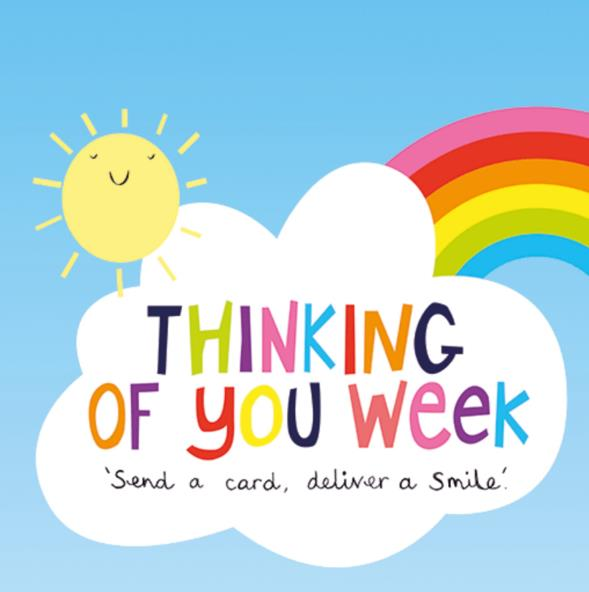 THINKING
OF YOU WEEK
'Send a card, deliver a smile'.